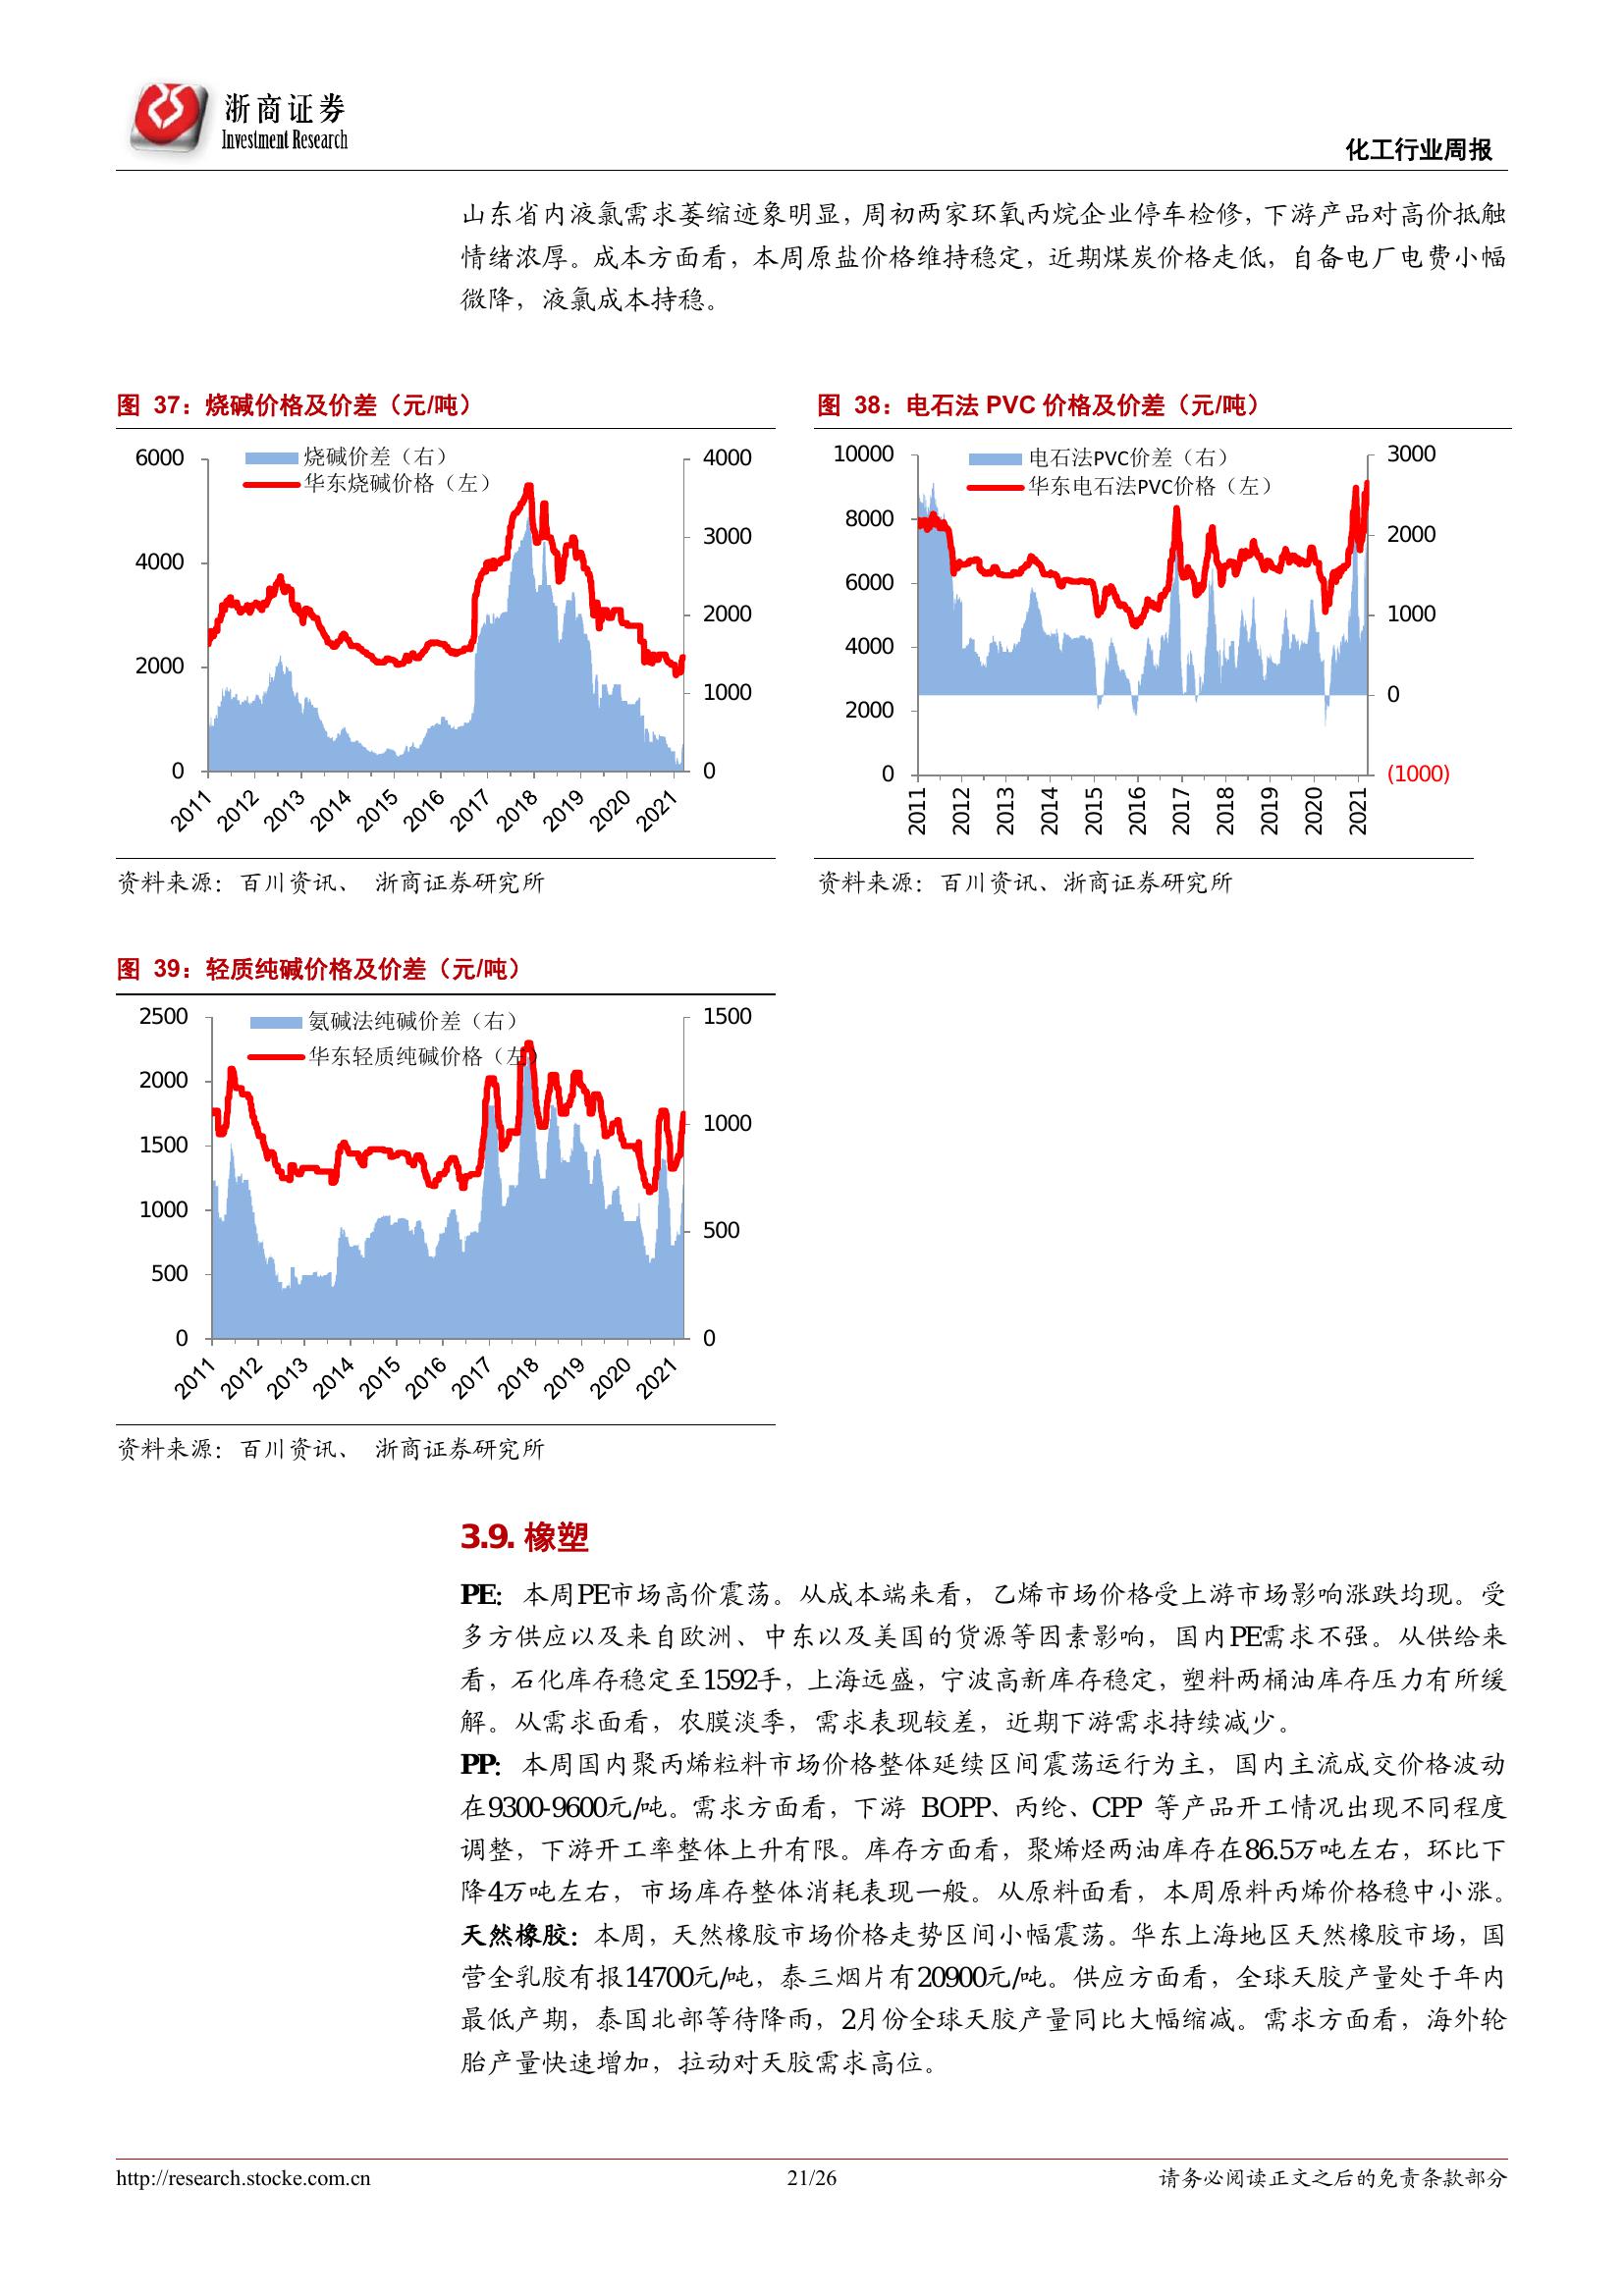 浙商证券
Investment Research
化工行业周报
山东省内液氯需求萎缩迹象明显，周初两家环氧丙烷企业停车检修，下游产品对高价抵触
情绪浓厚。成本方面看，本周原盐价格维持稳定，近期煤炭价格走低，自备电厂电费小幅
微降，液氯成本持稳。
图 37：烧碱价格及价差（元/吨）
烧碱价差（右）
华东烧碱价格（左）
6000
4000
2000
0
4000
3000
2000
1000
0
2011 2012 2013 2014 2015 2016 2017 2018 2019 2020 2021
资料来源：百川资讯、 浙商证券研究所
图 38：电石法 PVC 价格及价差（元/吨）
电石法PVC价差（右）
华东电石法PVC价格（左）
10000
8000
6000
4000
2000
0
3000
2000
1000
0
(1000)
2011 2012 2013 2014 2015 2016 2017 2018 2019 2020 2021
资料来源：百川资讯、浙商证券研究所
图 39：轻质纯碱价格及价差（元/吨）
氨碱法纯碱价差（右）
华东轻质纯碱价格（左）
2500
2000
1500
1000
500
0
1500
1000
500
0
2011 2012 2013 2014 2015 2016 2017 2018 2019 2020 2021
资料来源：百川资讯、 浙商证券研究所
3.9. 橡塑
PE： 本周PE市场高价震荡。从成本端来看，乙烯市场价格受上游市场影响涨跌均现。受
多方供应以及来自欧洲、中东以及美国的货源等因素影响，国内PE需求不强。从供给来
看，石化库存稳定至1592手，上海远盛，宁波高新库存稳定，塑料两桶油库存压力有所缓
解。从需求面看，农膜淡季，需求表现较差，近期下游需求持续减少。
PP： 本周国内聚丙烯粒料市场价格整体延续区间震荡运行为主，国内主流成交价格波动
在9300-9600元/吨。需求方面看，下游 BOPP、丙纶、CPP 等产品开工情况出现不同程度
调整，下游开工率整体上升有限。库存方面看，聚烯烃两油库存在86.5万吨左右，环比下
降4万吨左右，市场库存整体消耗表现一般。从原料面看，本周原料丙烯价格稳中小涨。
天然橡胶：本周，天然橡胶市场价格走势区间小幅震荡。华东上海地区天然橡胶市场，国
营全乳胶有报14700元/吨，泰三烟片有20900元/吨。供应方面看，全球天胶产量处于年内
最低产期，泰国北部等待降雨，2月份全球天胶产量同比大幅缩减。需求方面看，海外轮
胎产量快速增加，拉动对天胶需求高位。
http://research.stocke.com.cn
21/26
请务必阅读正文之后的免责条款部分